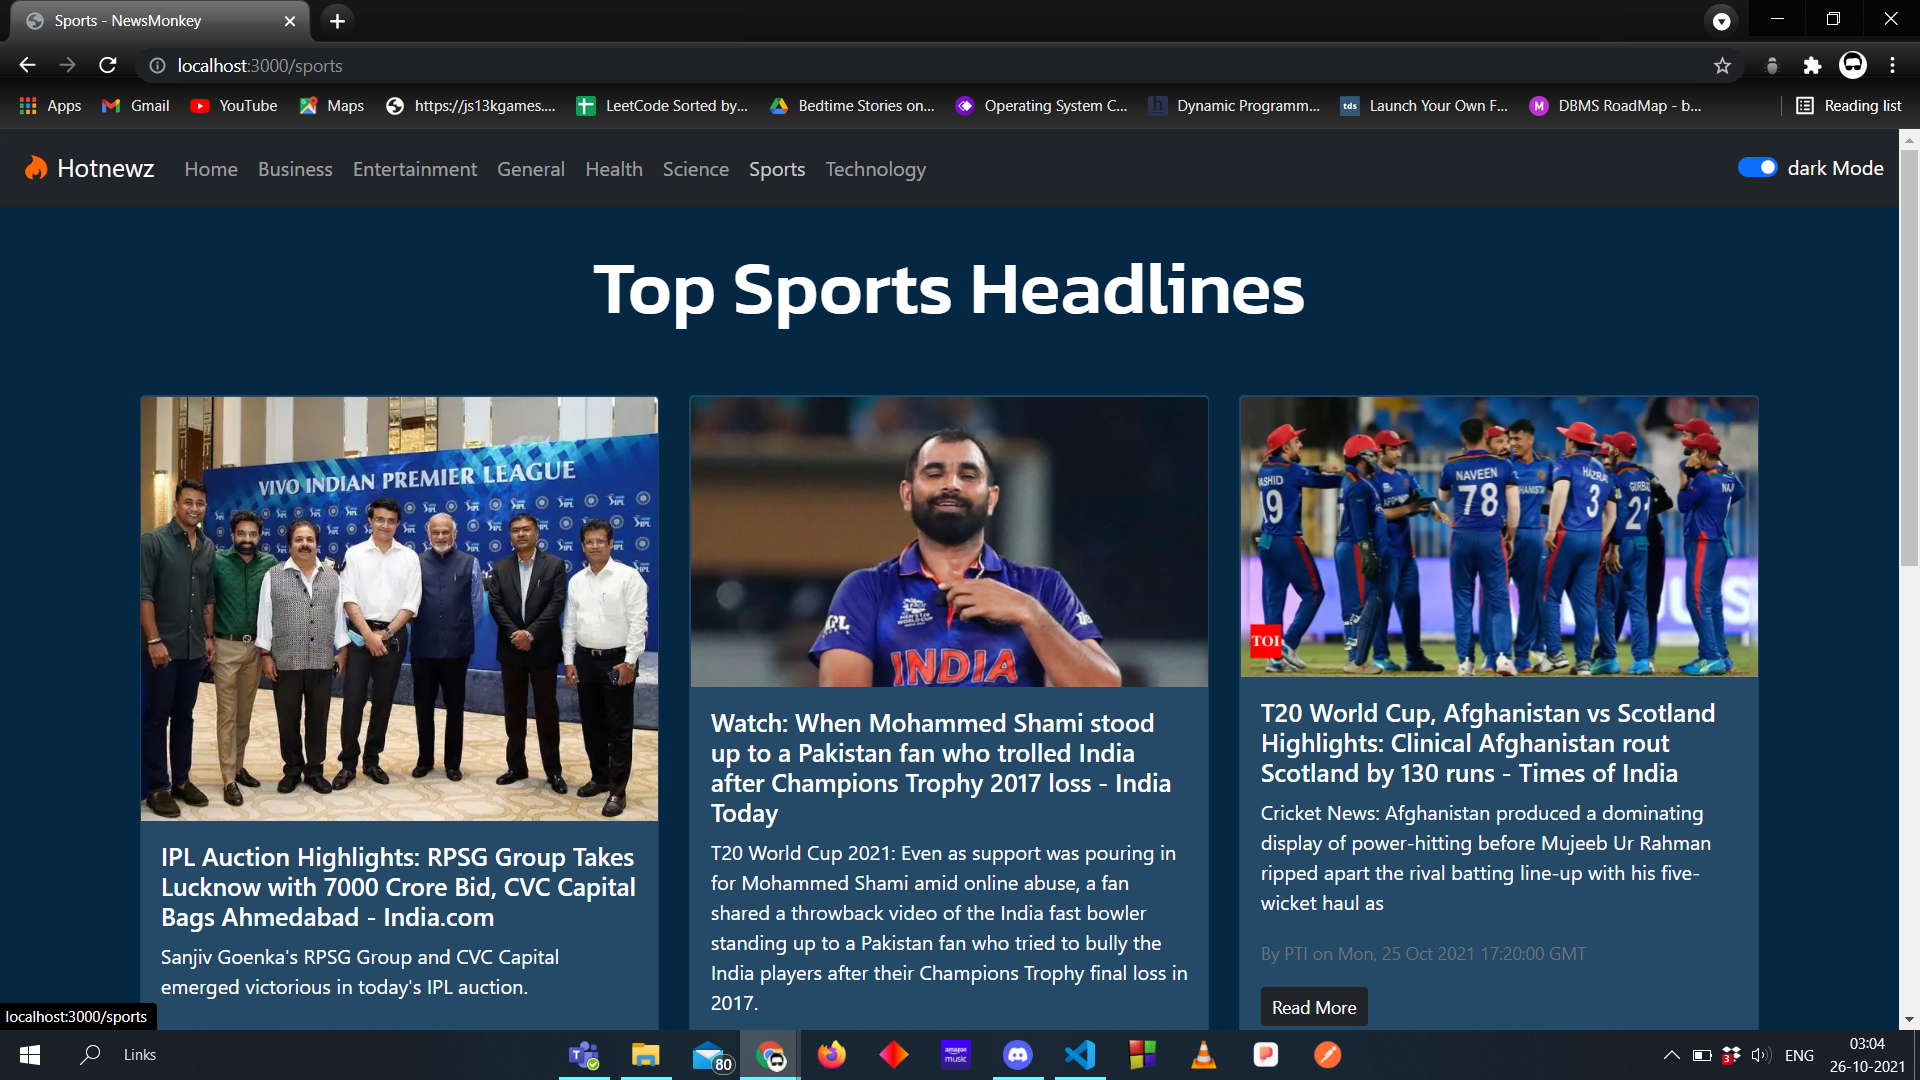 Sports - NewsMonkey
localhost:3000/sports
Apps
Gmail
YouTube
Maps
https://js13kgames....
LeetCode Sorted by...
Bedtime Stories on...
Operating System C...
Dynamic Programm...
tds
Launch Your Own F...
M
DBMS RoadMap - b...
Reading list
Hotnewz
Home
Business
Entertainment
General
Health
Science
Sports
Technology
dark Mode
Top Sports Headlines
VIVO INDIAN PREMIER LEAGUE
IPL Auction Highlights: RPSG Group Takes
Lucknow with 7000 Crore Bid, CVC Capital
Bags Ahmedabad - India.com
Sanjiv Goenka's RPSG Group and CVC Capital
emerged victorious in today's IPL auction.
INDIA
Watch: When Mohammed Shami stood
up to a Pakistan fan who trolled India
after Champions Trophy 2017 loss - India
Today
T20 World Cup 2021: Even as support was pouring in
for Mohammed Shami amid online abuse, a fan
shared a throwback video of the India fast bowler
standing up to a Pakistan fan who tried to bully the
India players after their Champions Trophy final loss in
2017.
NAVEEN
78
3
21
19
TOI
T20 World Cup, Afghanistan vs Scotland
Highlights: Clinical Afghanistan rout
Scotland by 130 runs - Times of India
Cricket News: Afghanistan produced a dominating
display of power-hitting before Mujeeb Ur Rahman
ripped apart the rival batting line-up with his five-
wicket haul as
By PTI on Mon, 25 Oct 2021 17:20:00 GMT
Read More
localhost:3000/sports
Links
80
amazon
music
3
ENG
03:04
26-10-2021